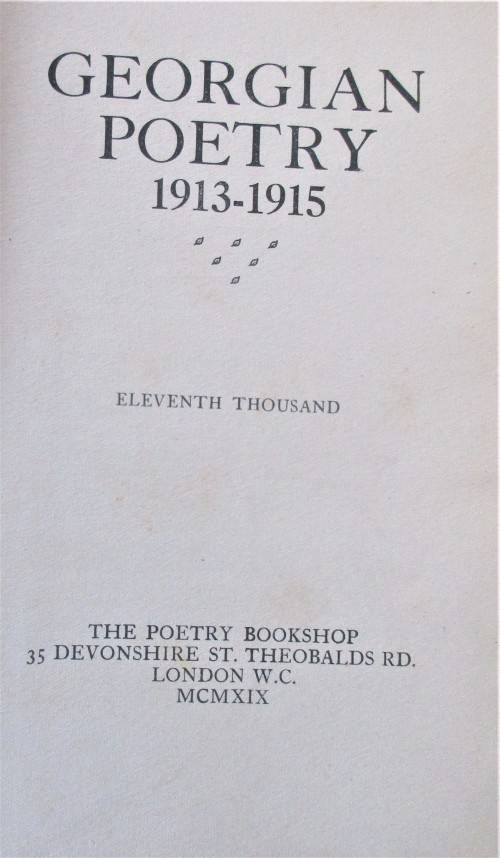 GEORGIAN
POETRY
1913-1915
ELEVENTH THOUSAND
THE POETRY BOOKSHOP
35 DEVONSHIRE ST. THEOBALDS RD.
LONDON W.C.
MCMXIX